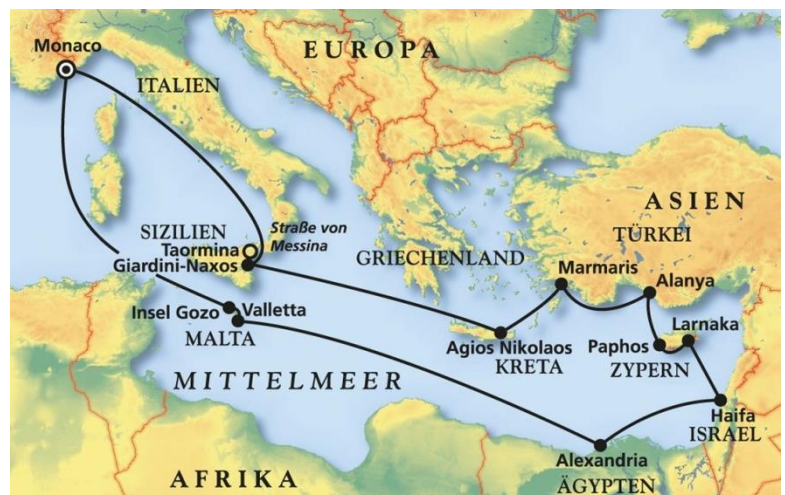 Monaco
EUROPA
ITALIEN
ASIEN
SIZILIEN
Straße von
Messina
TÜRKEI
Taormina
Giardini-Naxos
GRIECHENLAND
Marmaris
Alanya
Insel Gozo
Valletta
MALTA
Agios Nikolaos
KRETA
Larnaka
Paphos
ZYPERN
MITTELMEER
Haifa
ISRAEL
Alexandria
ÄGYPTEN
AFRIKA